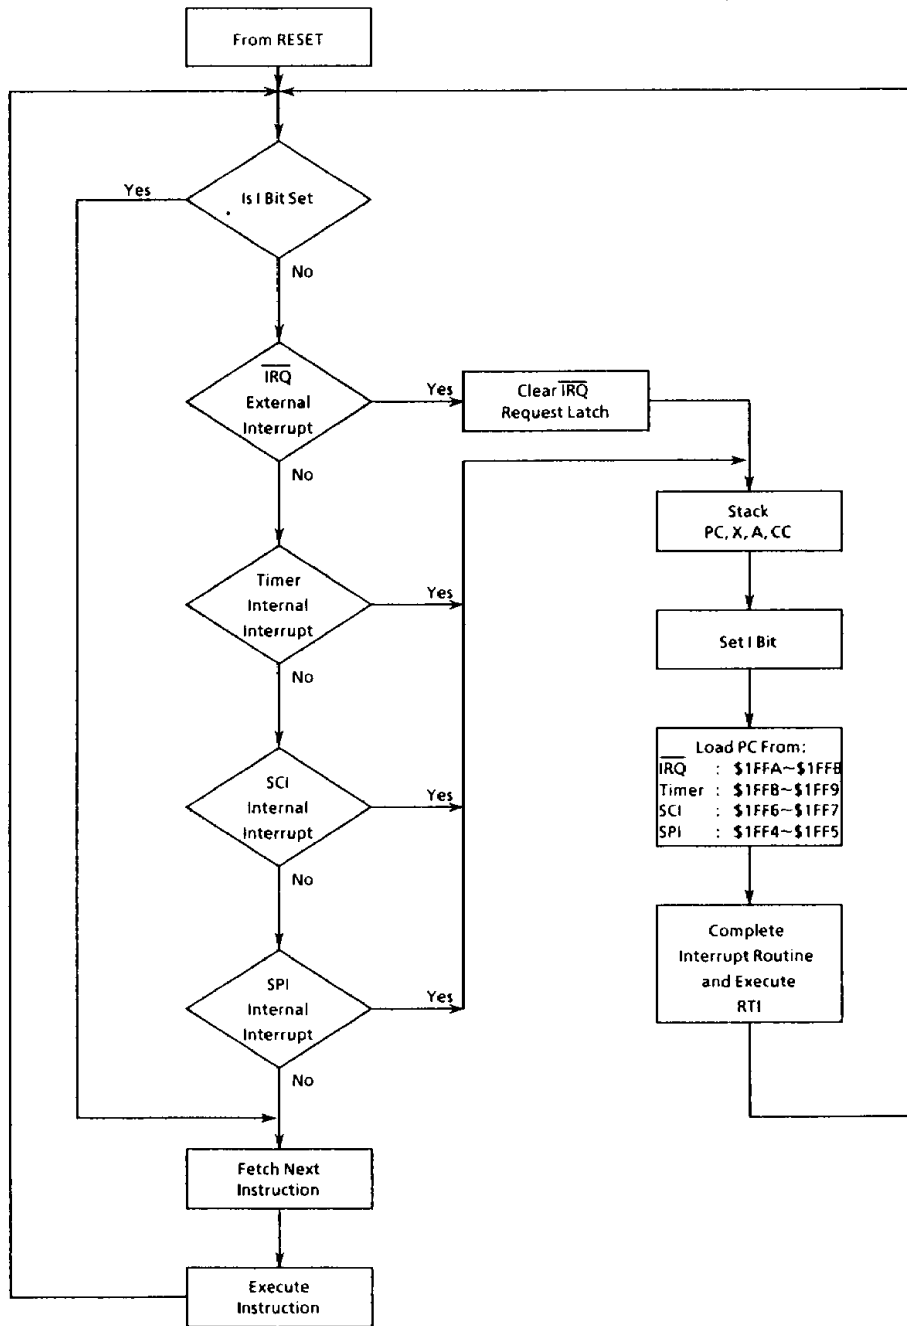 From RESET
Is I Bit Set
Yes
No
IRQ
External
Interrupt
Yes
Clear IRQ
Request Latch
No
Stack
PC, X, A, CC
Timer
Internal
Interrupt
Yes
Set I Bit
No
Load PC From:
IRQ : $1FFA~$1FFB
Timer : $1FF8~$1FF9
SCI : $1FF6~$1FF7
SPI : $1FF4~$1FF5
SCI
Internal
Interrupt
Yes
No
Complete
Interrupt Routine
and Execute
RTI
SPI
Internal
Interrupt
Yes
No
Fetch Next
Instruction
Execute
Instruction